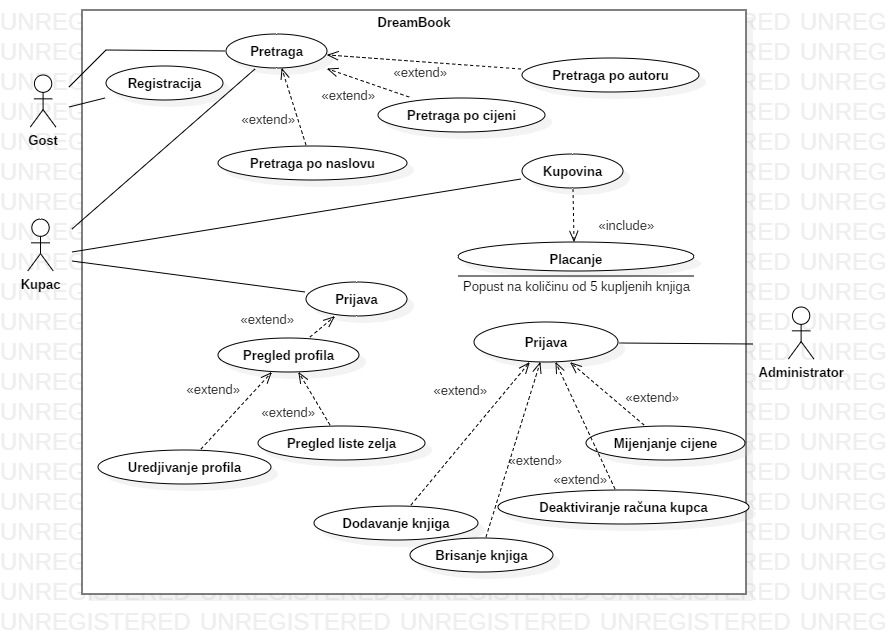 DreamBook
Pretraga
Registracija
«extend»
Pretraga po autoru
«extend»
Pretraga po cijeni
«extend»
Gost
Pretraga po naslovu
Kupovina
«include»
Placanje
Popust na količinu od 5 kupljenih knjiga
Kupac
Prijava
«extend»
Pregled profila
Prijava
Administrator
«extend»
«extend»
«extend»
«extend»
Pregled liste zelja
Mijenjanje cijene
Uredjivanje profila
«extend»
«extend»
Deaktiviranje računa kupca
Dodavanje knjiga
Brisanje knjiga
UNREGISTERED UNREGISTERED UNREGISTERED UNREGISTERED UNREG